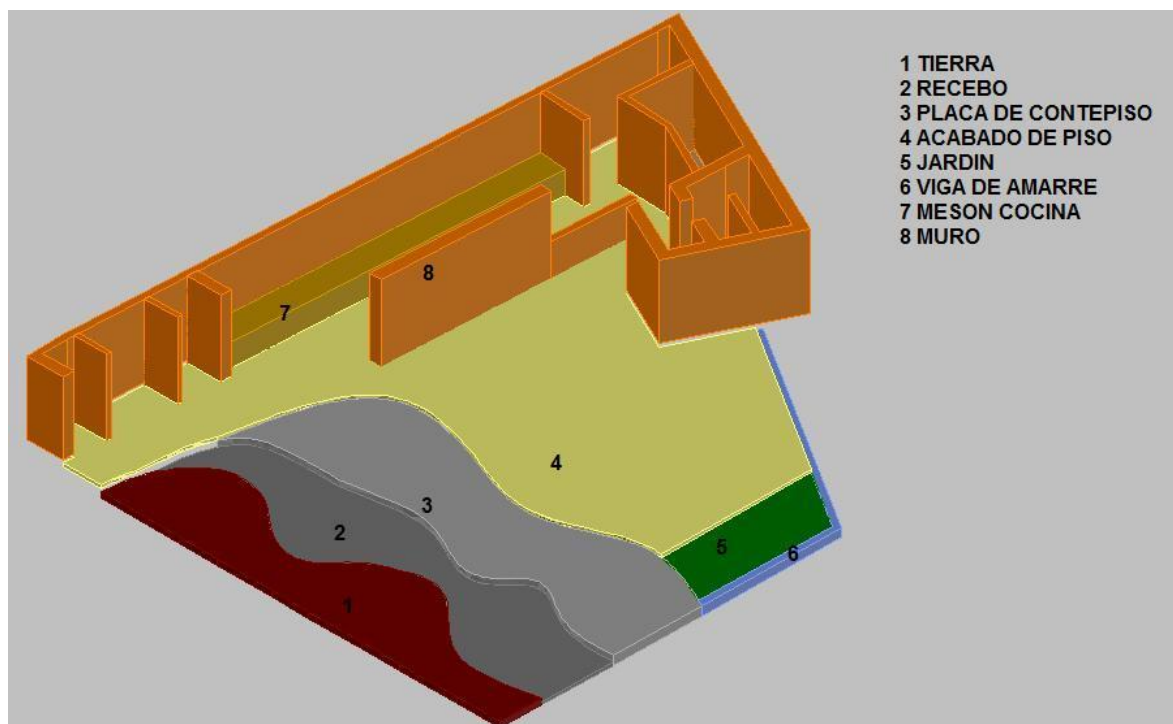 1 TIERRA
2 RECEBO
3 PLACA DE CONTEPISO
4 ACABADO DE PISO
5 JARDIN
6 VIGA DE AMARRE
7 MESON COCINA
8 MURO
8
7
4
3
2
5
6
1